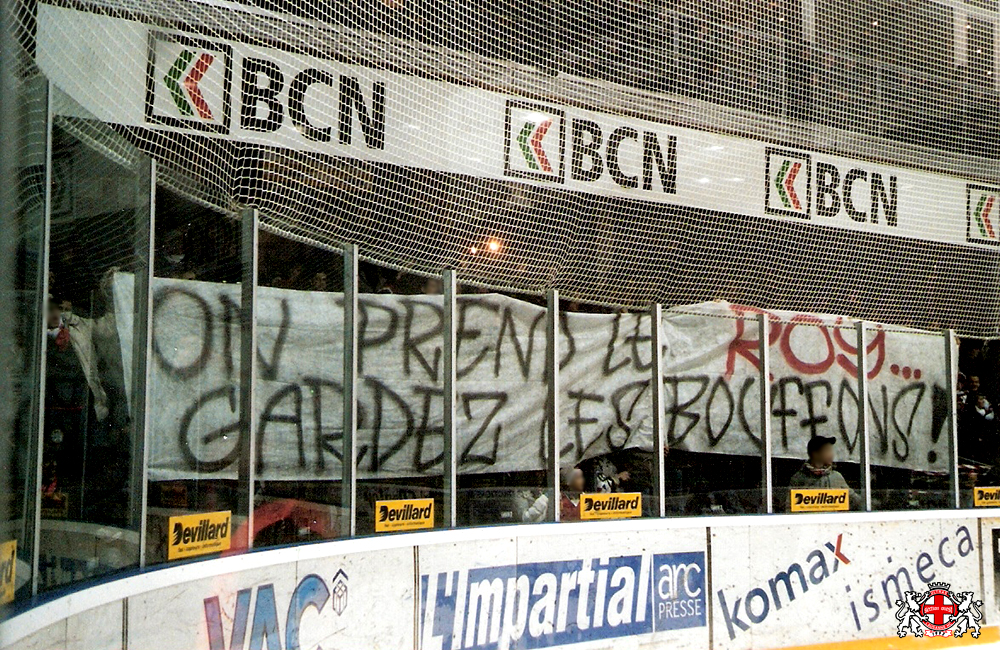 BCN
BCN
BCN
ON PREND LE ROY...
GARDEZ LES BOUFFONS!
Devillard
Devillard
Devillard
Devillard
VAC
L'Impartial
arc
PRESSE
komax
ismeca